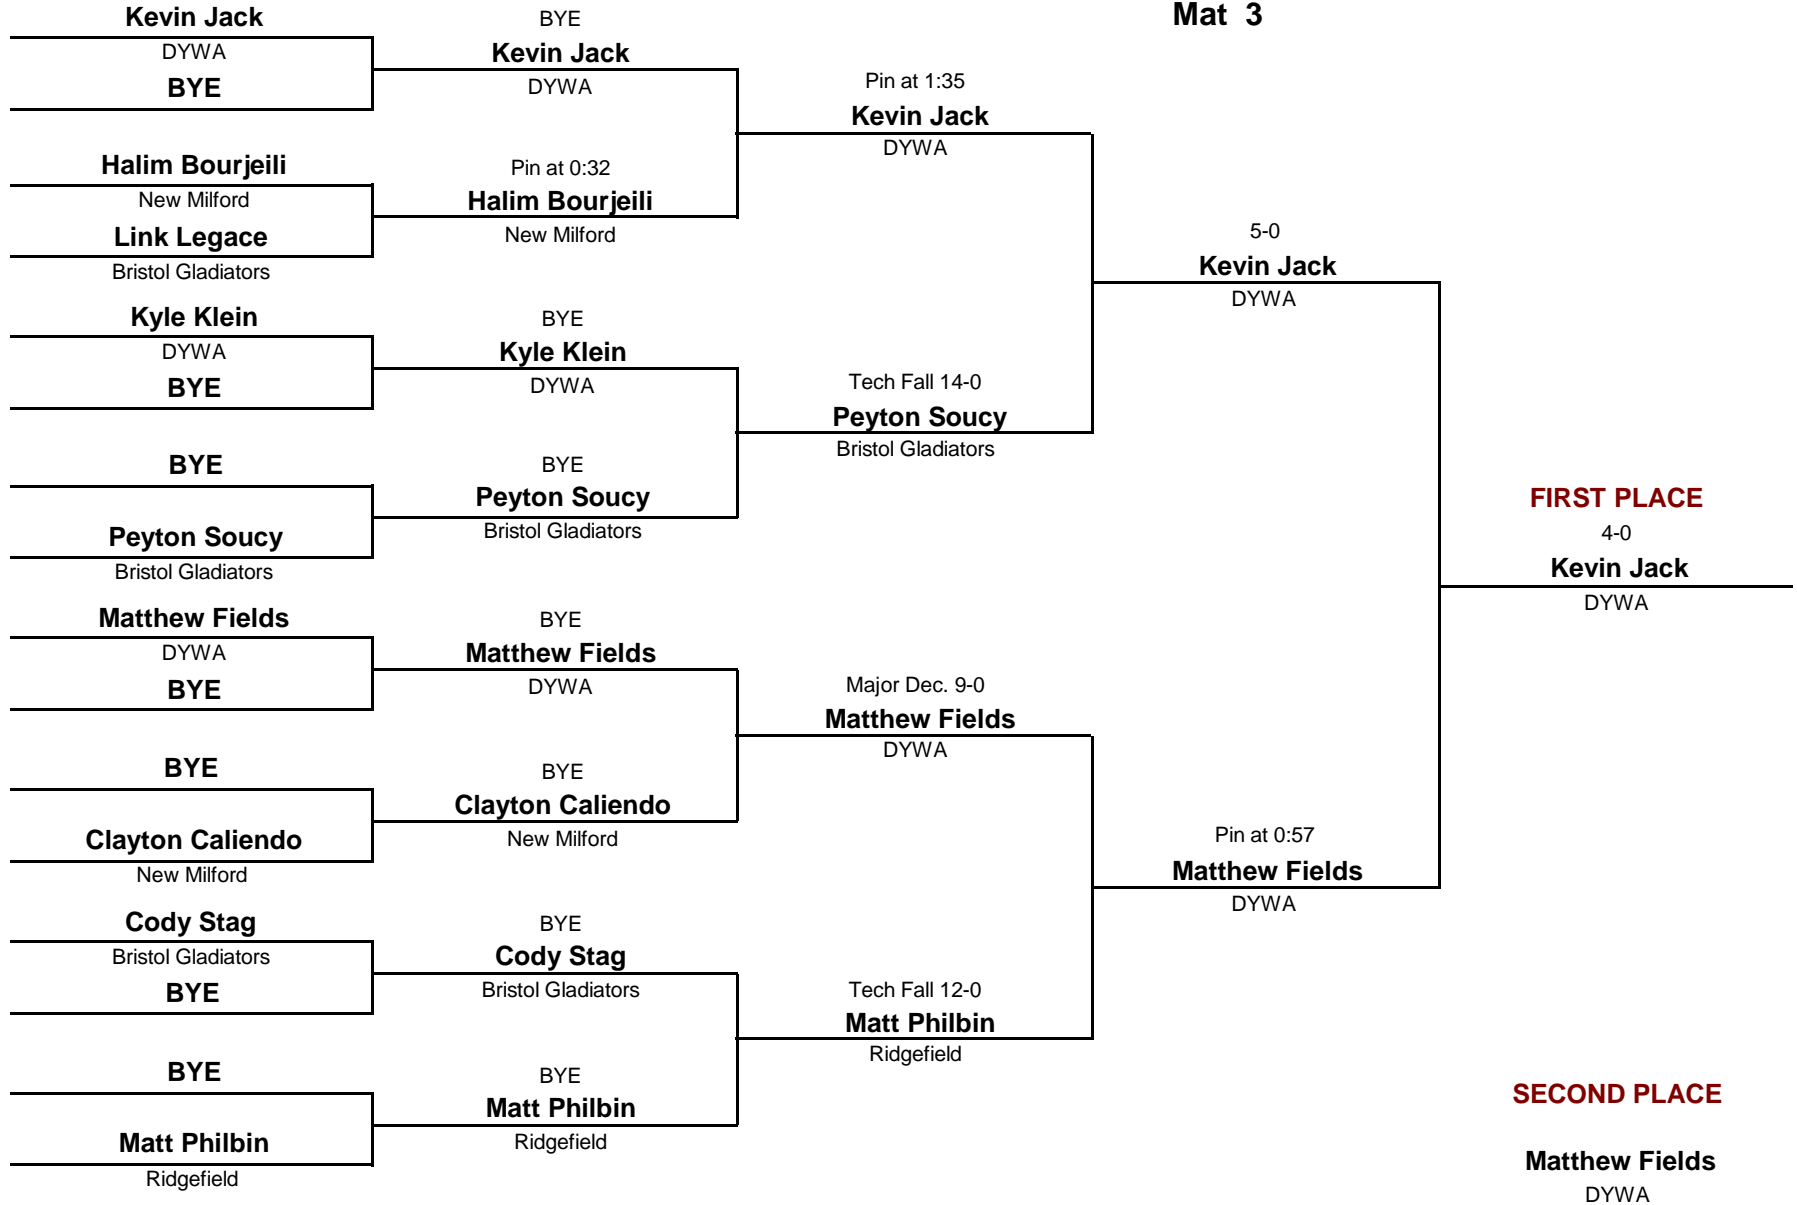 Mat 3
Kevin Jack
DYWA
BYE
Halim Bourjeili
New Milford
Link Legace
Bristol Gladiators
Kyle Klein
DYWA
BYE
BYE
Peyton Soucy
Bristol Gladiators
Matthew Fields
DYWA
BYE
BYE
Clayton Caliendo
New Milford
Cody Stag
Bristol Gladiators
BYE
BYE
Matt Philbin
Ridgefield
BYE
Kevin Jack
DYWA
Pin at 0:32
Halim Bourjeili
New Milford
BYE
Kyle Klein
DYWA
BYE
Peyton Soucy
Bristol Gladiators
BYE
Matthew Fields
DYWA
BYE
Clayton Caliendo
New Milford
BYE
Cody Stag
Bristol Gladiators
BYE
Matt Philbin
Ridgefield
Pin at 1:35
Kevin Jack
DYWA
Tech Fall 14-0
Peyton Soucy
Bristol Gladiators
Major Dec. 9-0
Matthew Fields
DYWA
Tech Fall 12-0
Matt Philbin
Ridgefield
5-0
Kevin Jack
DYWA
Pin at 0:57
Matthew Fields
DYWA
FIRST PLACE
4-0
Kevin Jack
DYWA
SECOND PLACE
Matthew Fields
DYWA